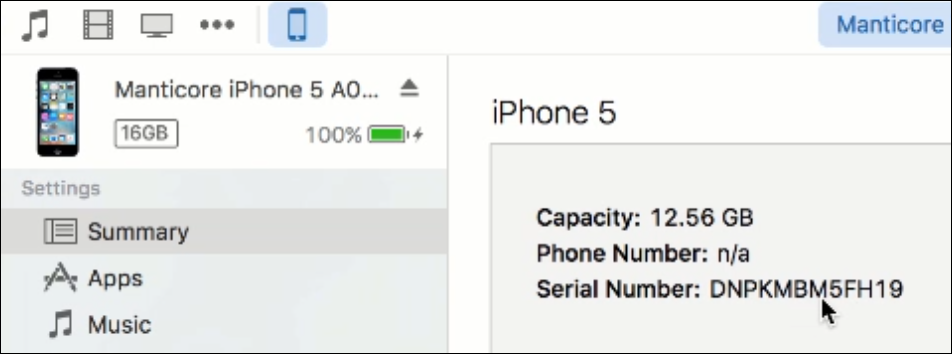 Manticore
Manticore iPhone 5 A0...
16GB
100%
Settings
Summary
Apps
Music
iPhone 5
Capacity: 12.56 GB
Phone Number: n/a
Serial Number: DNPKMBM5FH19